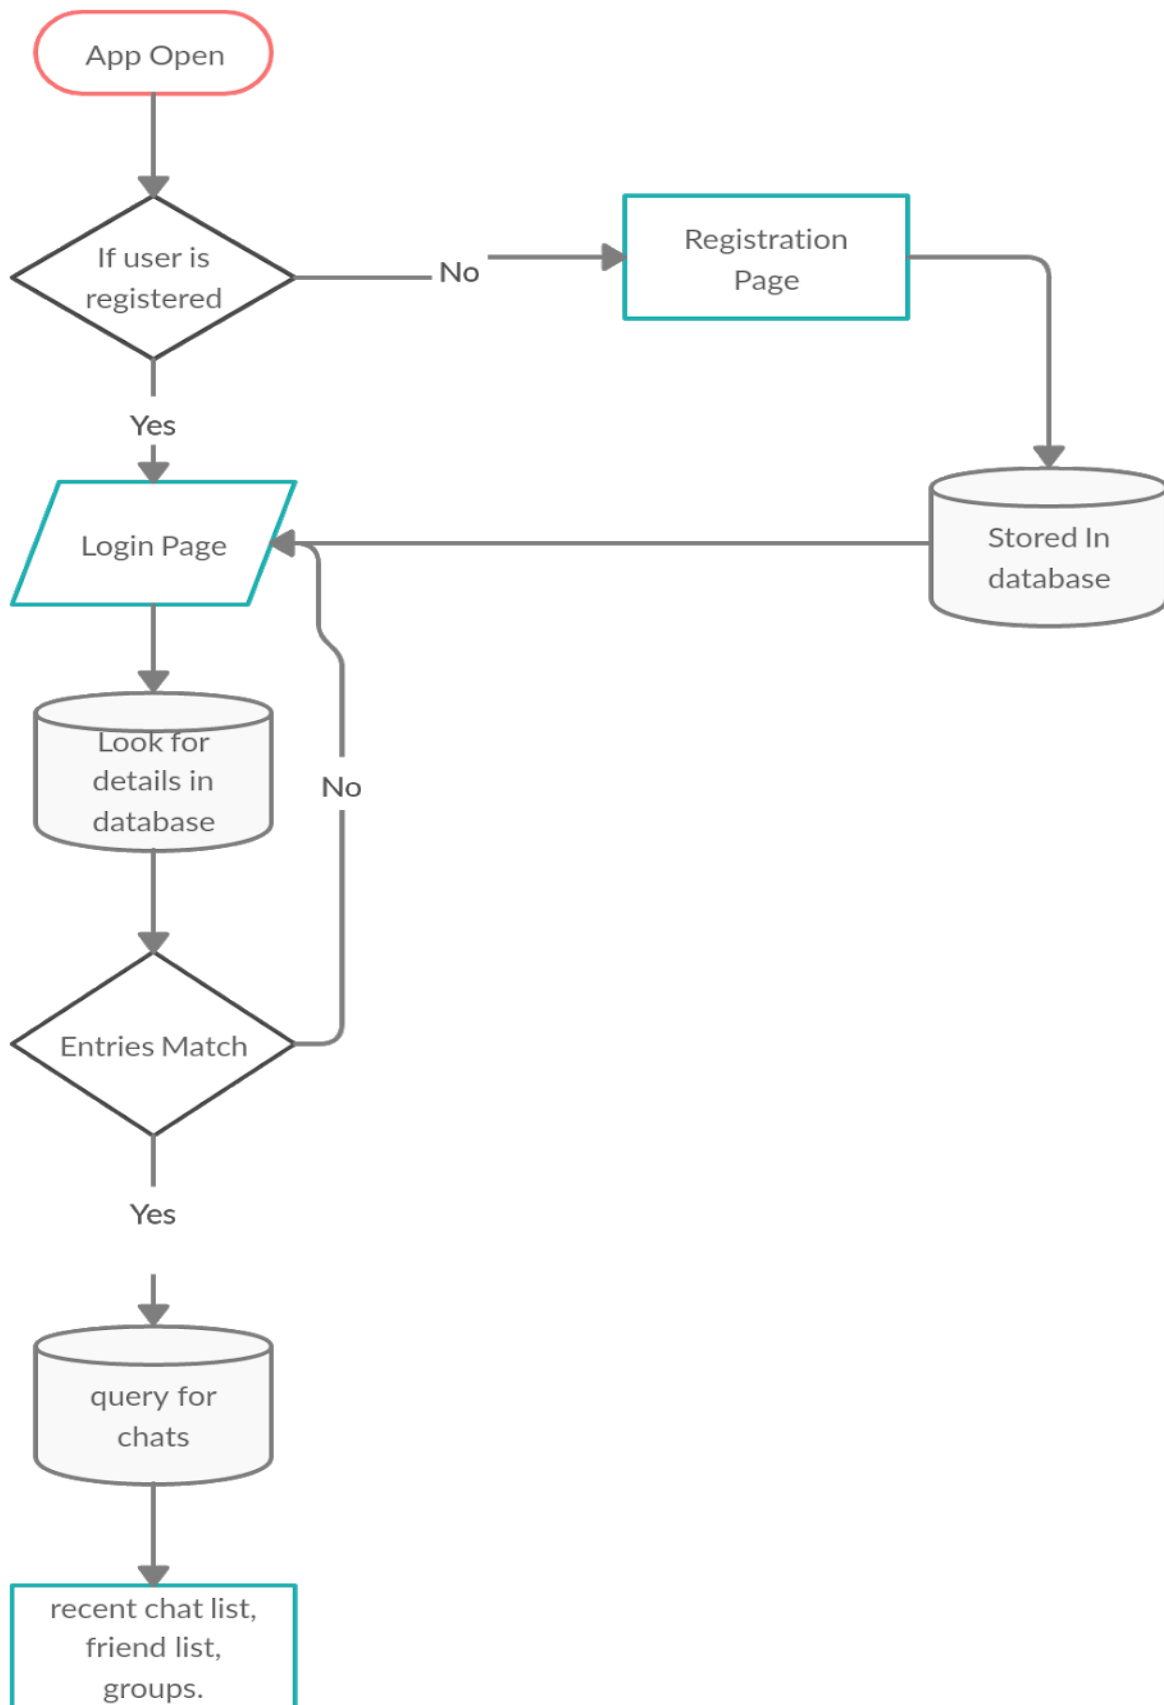 App Open
If user is
registered
No
Registration
Page
Yes
Login Page
Stored In
database
Look for
details in
database
No
Entries Match
Yes
query for
chats
recent chat list,
friend list,
groups.